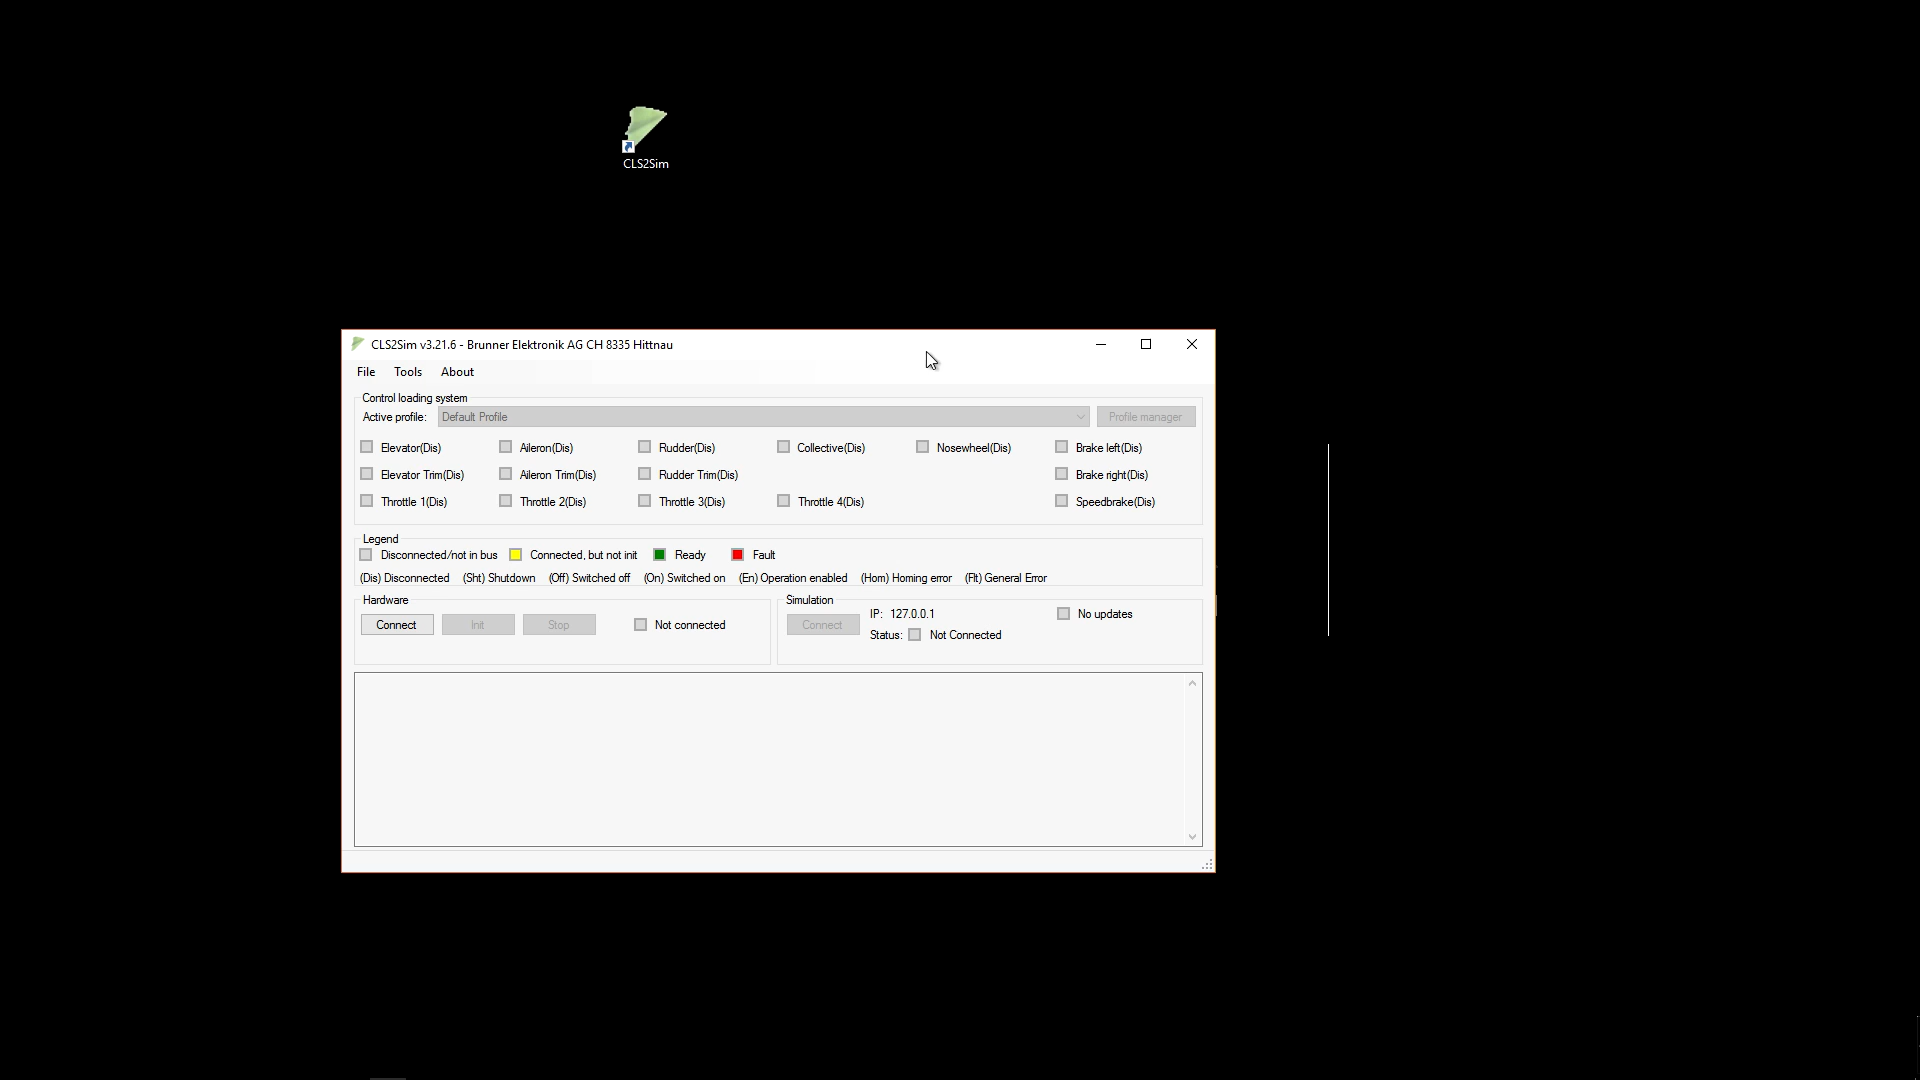 CLS2Sim
CLS2Sim v3.21.6 - Brunner Elektronik AG CH 8335 Hittnau
File Tools About
Control loading system
Active profile: Default Profile Profile manager
Elevator(Dis) Aileron(Dis) Rudder(Dis) Collective(Dis) Nosewheel(Dis) Brake left(Dis)
Elevator Trim(Dis) Aileron Trim(Dis) Rudder Trim(Dis) Brake right(Dis)
Throttle 1(Dis) Throttle 2(Dis) Throttle 3(Dis) Throttle 4(Dis) Speedbrake(Dis)
Legend
Disconnected/not in bus Connected, but not init Ready Fault
(Dis) Disconnected (Sht) Shutdown (Off) Switched off (On) Switched on (En) Operation enabled (Hom) Homing error (Flt) General Error
Hardware
Connect Init Stop Not connected
Simulation
Connect IP: 127.0.0.1 No updates
Status: Not Connected